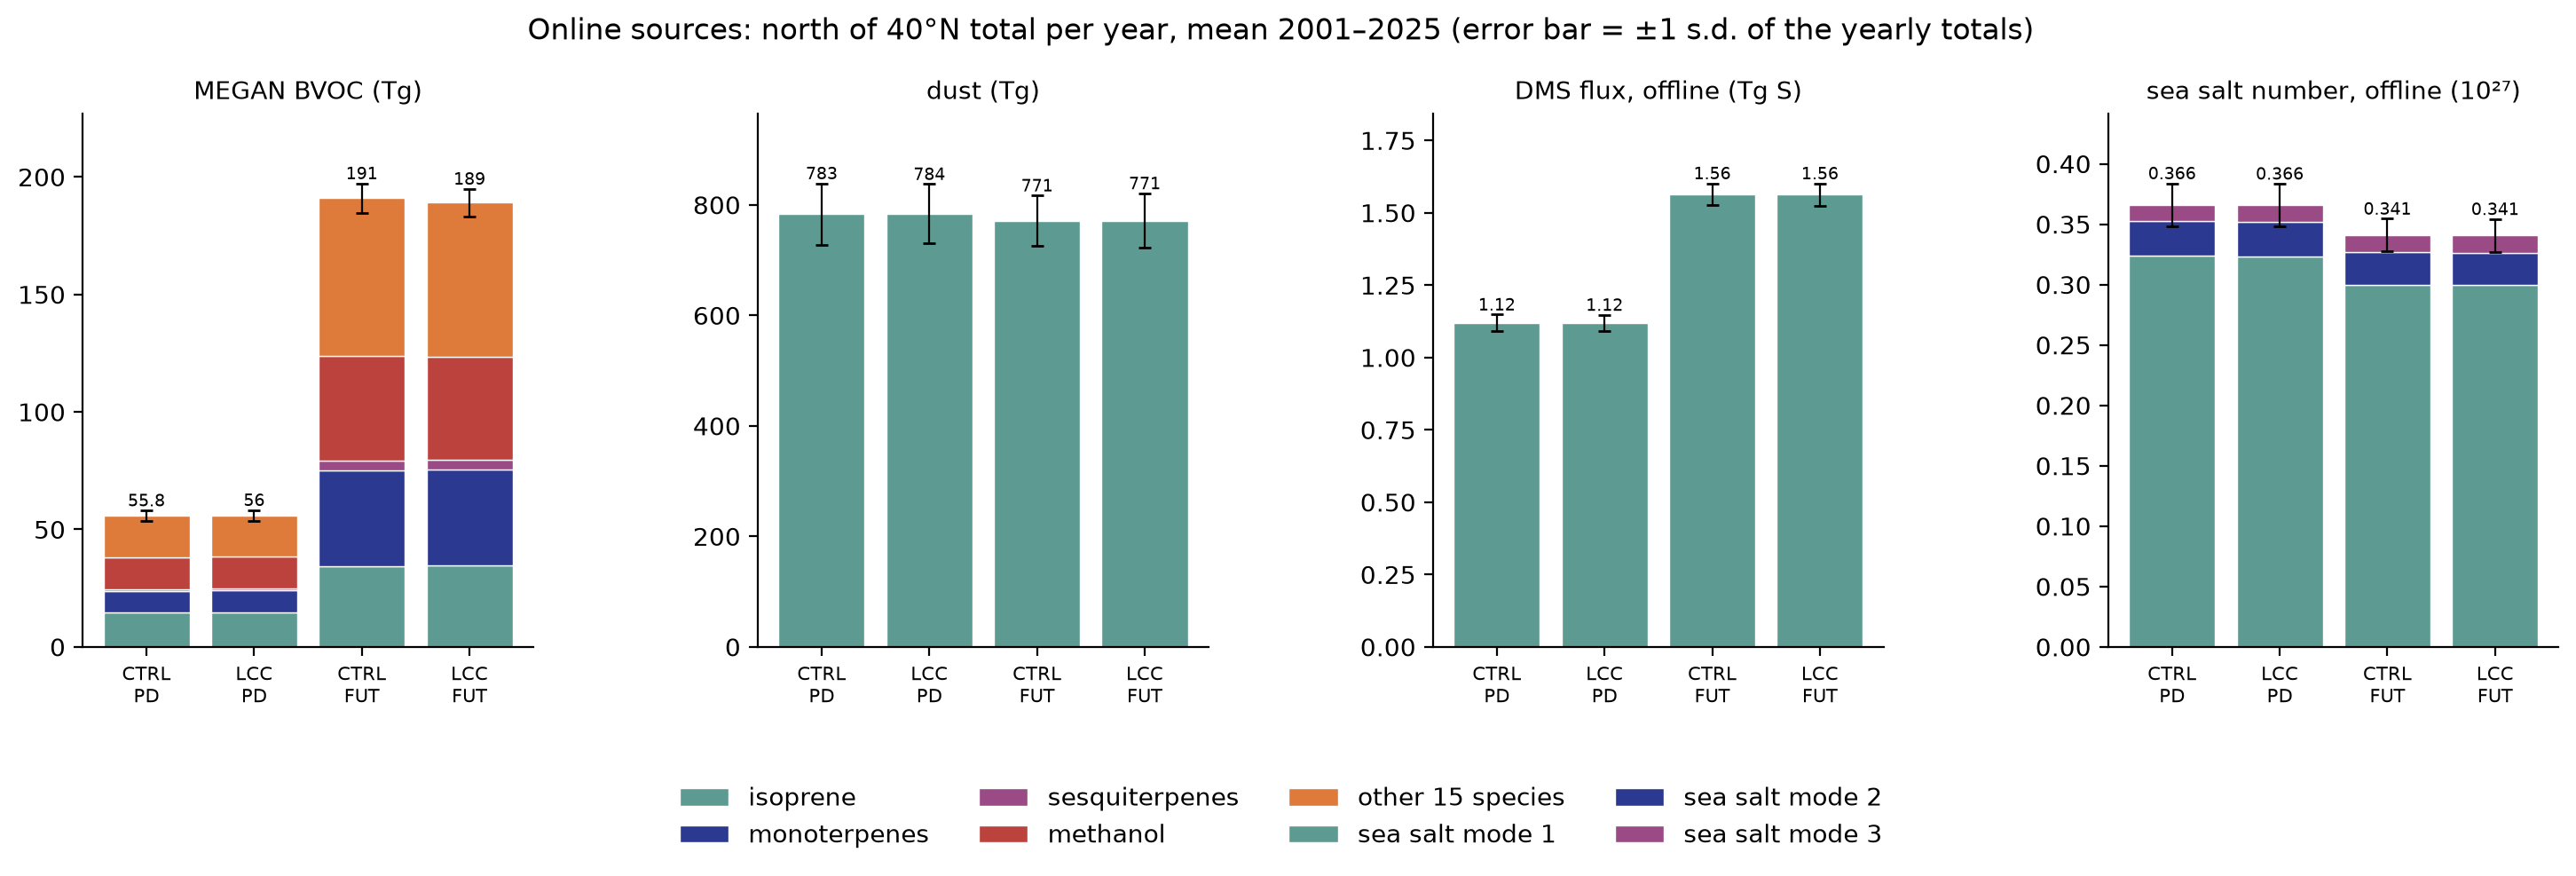 Online sources: north of 40°N total per year, mean 2001–2025 (error bar = ±1 s.d. of the yearly totals)
MEGAN BVOC (Tg)
200
150
100
50
0
55.8
56
191
189
CTRL
PD
LCC
PD
CTRL
FUT
LCC
FUT
dust (Tg)
800
600
400
200
0
783
784
771
771
CTRL
PD
LCC
PD
CTRL
FUT
LCC
FUT
DMS flux, offline (Tg S)
1.75
1.50
1.25
1.00
0.75
0.50
0.25
0.00
1.12
1.12
1.56
1.56
CTRL
PD
LCC
PD
CTRL
FUT
LCC
FUT
sea salt number, offline (10²⁷)
0.40
0.35
0.30
0.25
0.20
0.15
0.10
0.05
0.00
0.366
0.366
0.341
0.341
CTRL
PD
LCC
PD
CTRL
FUT
LCC
FUT
isoprene
monoterpenes
sesquiterpenes
methanol
other 15 species
sea salt mode 1
sea salt mode 2
sea salt mode 3